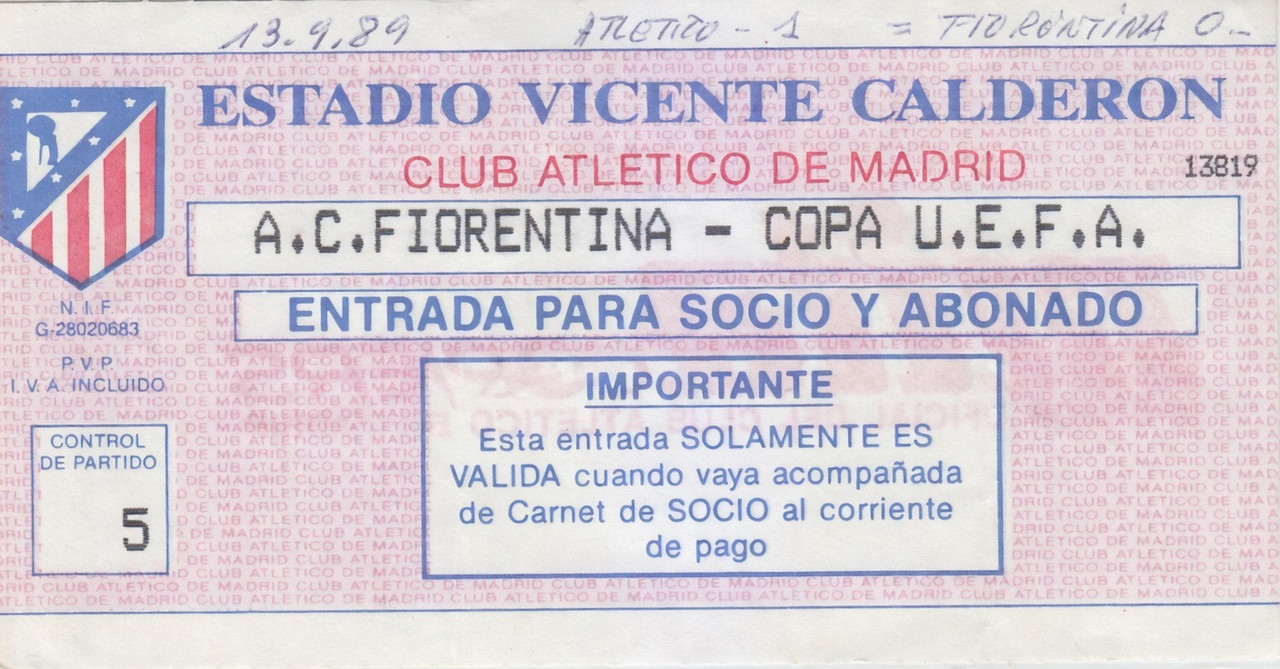 13.9.89 ATLETICO - 1 = FIORENTINA 0-
ESTADIO VICENTE CALDERON
CLUB ATLETICO DE MADRID
13819
A.C.FIORENTINA - COPA U.E.F.A.
ENTRADA PARA SOCIO Y ABONADO
N. I. F.
G-28020683
P. V. P.
I. V. A. INCLUIDO
CONTROL
DE PARTIDO
5
IMPORTANTE
Esta entrada SOLAMENTE ES
VALIDA cuando vaya acompañada
de Carnet de SOCIO al corriente
de pago